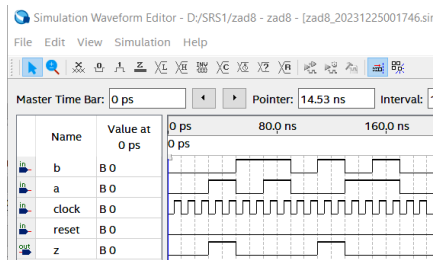 Simulation Waveform Editor - D:/SRS1/zad8 - zad8 - [zad8_20231225001746.sim
File Edit View Simulation Help
Master Time Bar: 0 ps Pointer: 14.53 ns Interval: 1
Name Value at 0 ps 0 ps 80.0 ns 160.0 ns
0 ps
in b B 0
in a B 0
in clock B 0
in reset B 0
out z B 0